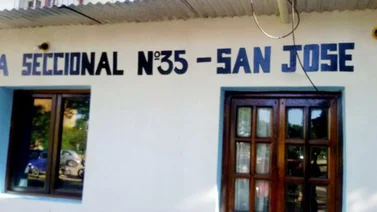 A SECCIONAL Nº35 - SAN JOSE